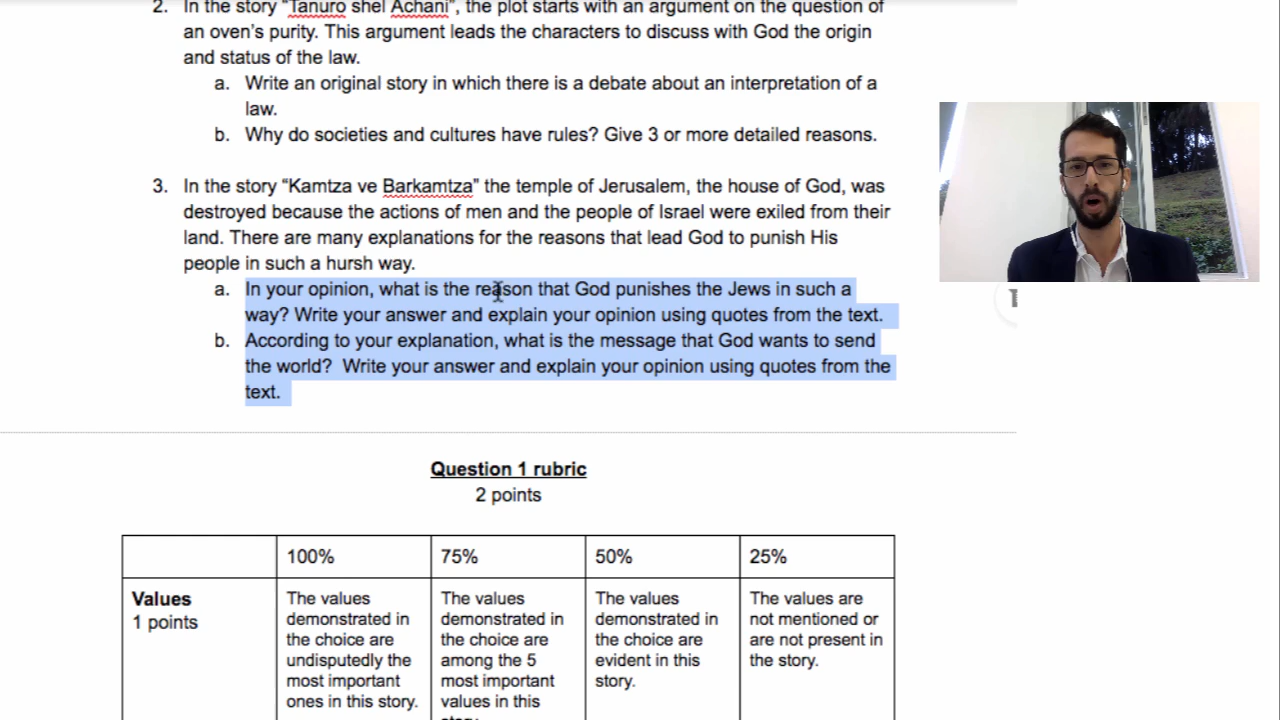 2. In the story "Tanuro shel Achani", the plot starts with an argument on the question of
an oven's purity. This argument leads the characters to discuss with God the origin
and status of the law.
a. Write an original story in which there is a debate about an interpretation of a
law.
b. Why do societies and cultures have rules? Give 3 or more detailed reasons.
3. In the story “Kamtza ve Barkamtza” the temple of Jerusalem, the house of God, was
destroyed because the actions of men and the people of Israel were exiled from their
land. There are many explanations for the reasons that lead God to punish His
people in such a hursh way.
a. In your opinion, what is the reason that God punishes the Jews in such a
way? Write your answer and explain your opinion using quotes from the text.
b. According to your explanation, what is the message that God wants to send
the world?  Write your answer and explain your opinion using quotes from the
text.
Question 1 rubric
2 points
100% 75% 50% 25%
Values
1 points
The values
demonstrated in
the choice are
undisputedly the
most important
ones in this story.
The values
demonstrated in
the choice are
among the 5
most important
values in this
The values
demonstrated in
the choice are
evident in this
story.
The values are
not mentioned or
are not present in
the story.